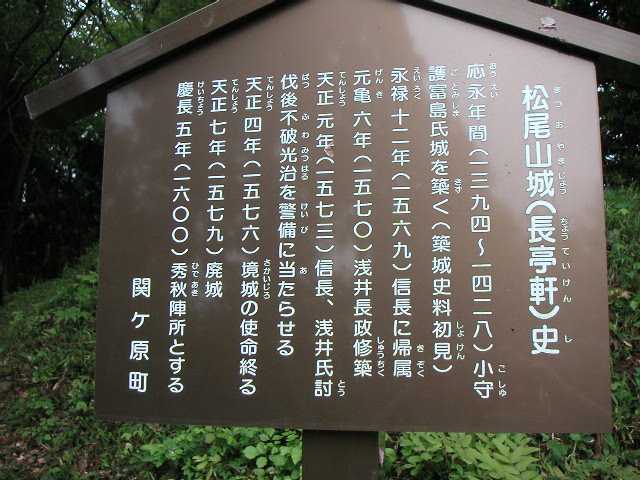 松尾山城(長亭軒)史
応永年間(一三九四〜一四二八)小守
護富島氏城を築く(築城史料初見)
永禄十二年(一五六九)信長に帰属
元亀六年(一五七〇)浅井長政修築
天正元年(一五七三)信長、浅井氏討
伐後不破光治を警備に当たらせる
天正四年(一五七六)境城の使命終る
天正七年(一五七九)廃城
慶長五年(一六〇〇)秀秋陣所とする
関ヶ原町